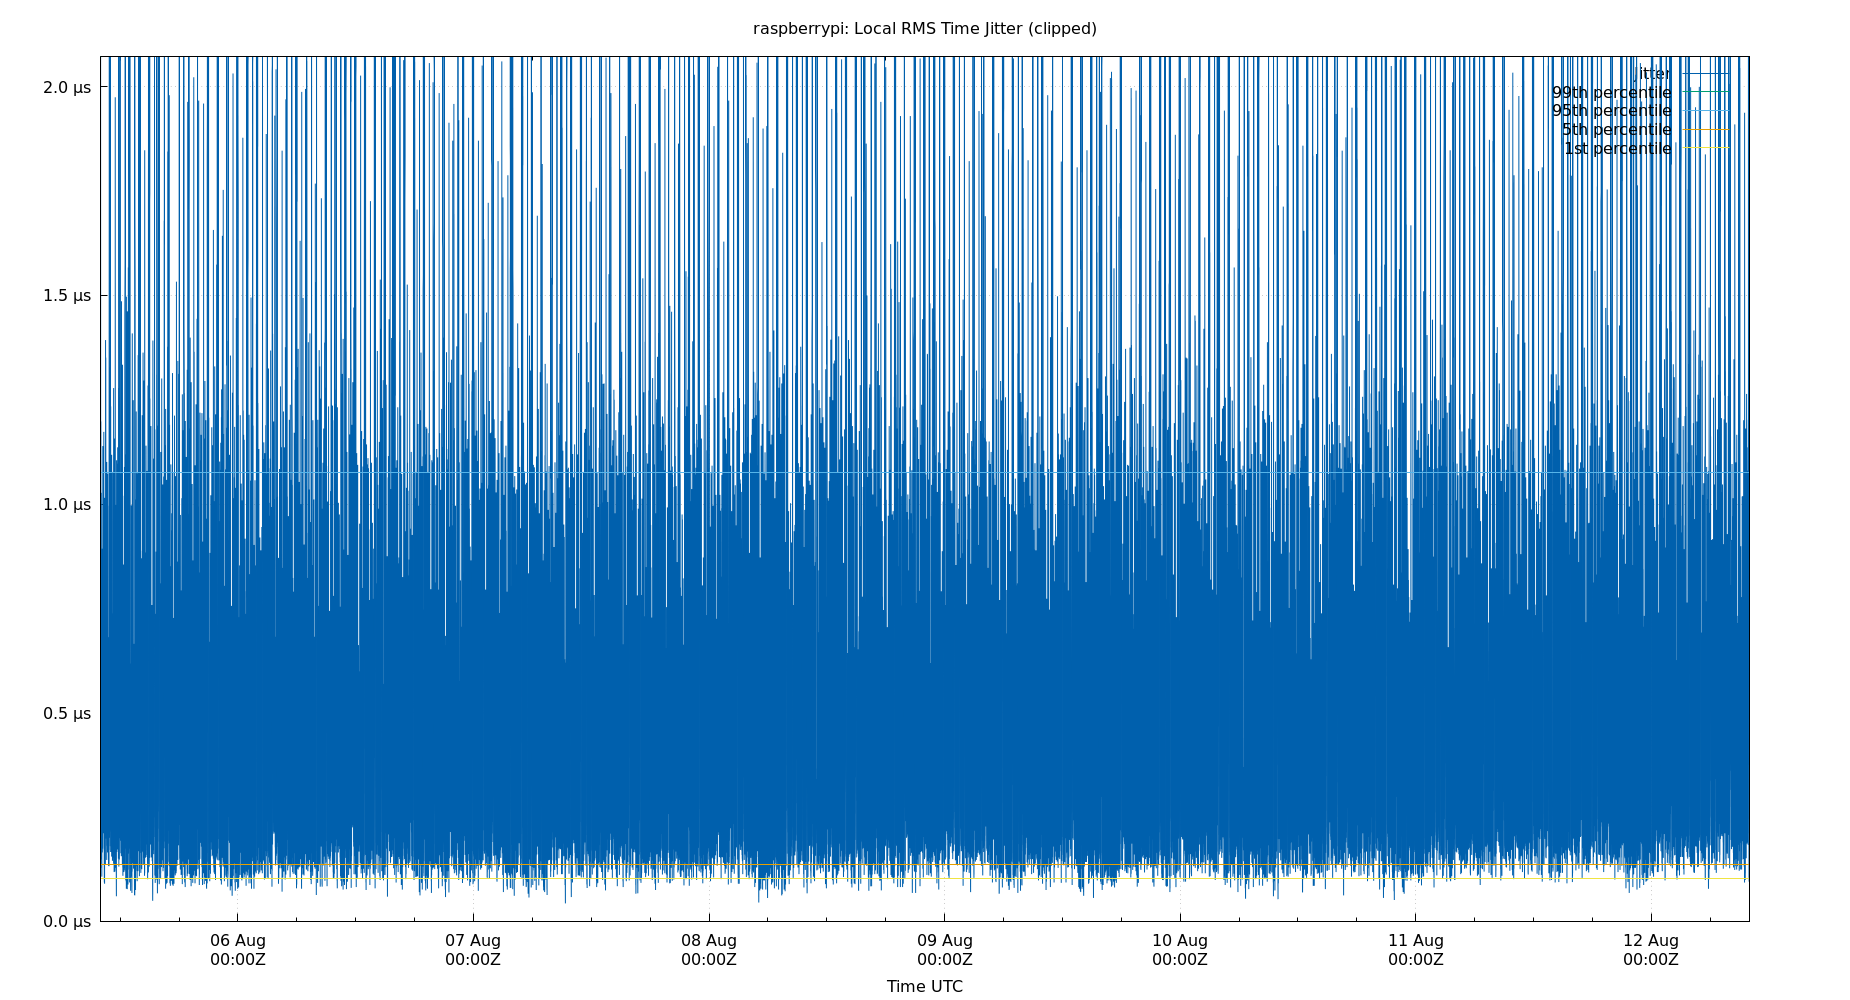 raspberrypi: Local RMS Time Jitter (clipped)
2.0 µs
1.5 µs
1.0 µs
0.5 µs
0.0 µs
jitter
99th percentile
95th percentile
5th percentile
1st percentile
06 Aug
00:00Z
07 Aug
00:00Z
08 Aug
00:00Z
09 Aug
00:00Z
10 Aug
00:00Z
11 Aug
00:00Z
12 Aug
00:00Z
Time UTC